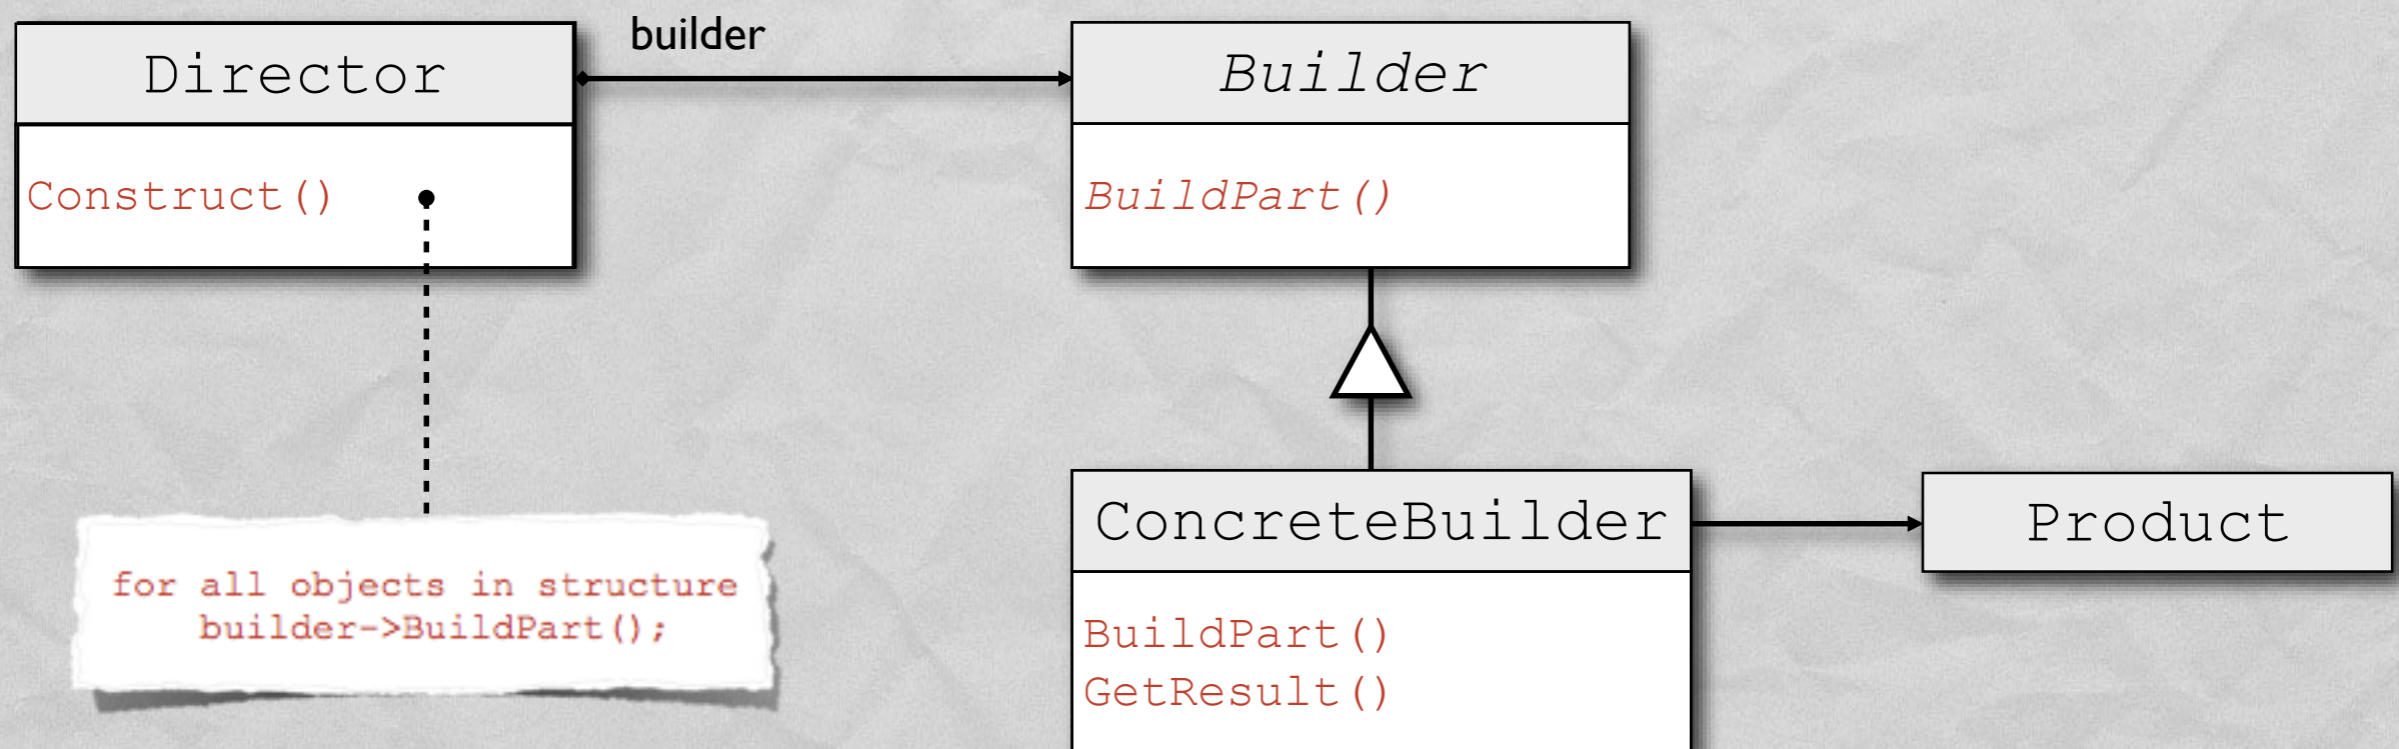 builder
Director
Builder
Construct()
BuildPart()
ConcreteBuilder
Product
for all objects in structure
builder->BuildPart();
BuildPart()
GetResult()